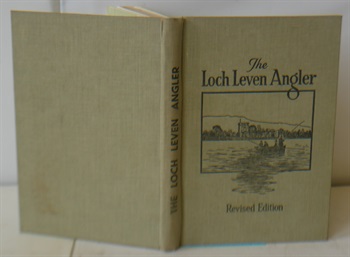 THE LOCH LEVEN ANGLER
The
Loch Leven Angler
Revised Edition